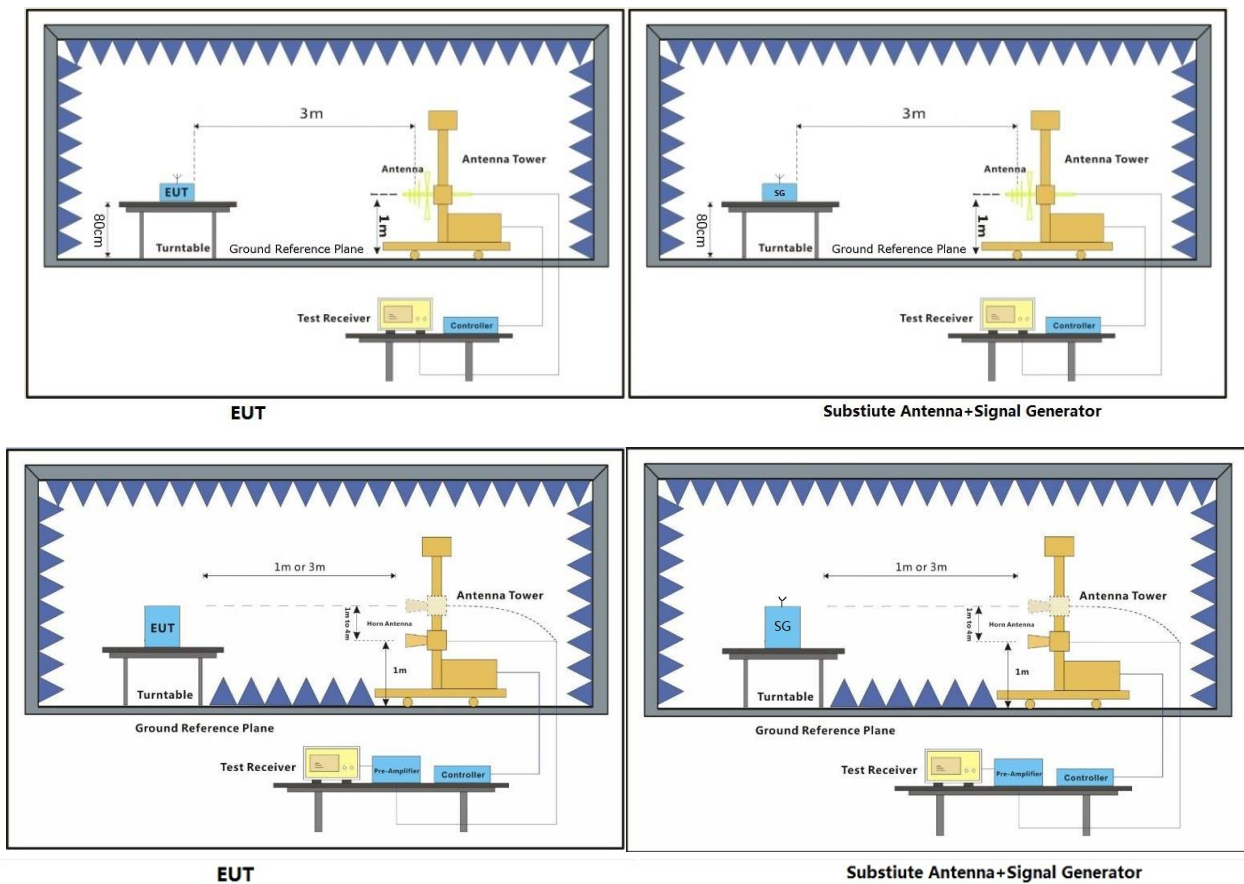 3m
Antenna
Antenna Tower
EUT
80cm
1m
Turntable
Ground Reference Plane
Test Receiver
Controller
EUT
3m
Antenna
Antenna Tower
SG
80cm
1m
Turntable
Ground Reference Plane
Test Receiver
Controller
Substiute Antenna+Signal Generator
1m or 3m
Antenna Tower
1m to 4m
Horn Antenna
EUT
1m
Turntable
Ground Reference Plane
Test Receiver
Pre-Amplifier
Controller
EUT
1m or 3m
Antenna Tower
1m to 4m
Horn Antenna
SG
1m
Turntable
Ground Reference Plane
Test Receiver
Pre-Amplifier
Controller
Substiute Antenna+Signal Generator